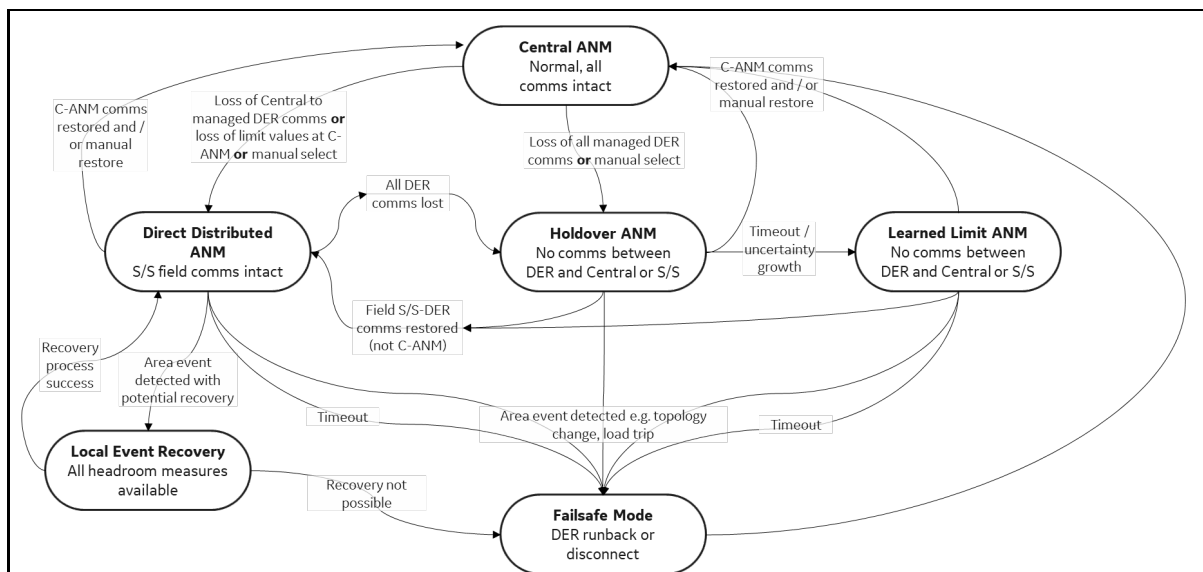 Central ANM
Normal, all
comms intact
C-ANM comms
restored and /
or manual
restore
Loss of Central to
managed DER comms or
loss of limit values at C-
ANM or manual select
Loss of all managed DER
comms or manual select
C-ANM comms
restored and / or
manual restore
All DER
comms lost
Direct Distributed
ANM
S/S field comms intact
Holdover ANM
No comms between
DER and Central or S/S
Timeout /
uncertainty
growth
Learned Limit ANM
No comms between
DER and Central or S/S
Field S/S-DER
comms restored
(not C-ANM)
Recovery
process
success
Area event
detected with
potential recovery
Timeout
Area event detected e.g. topology
change, load trip
Timeout
Local Event Recovery
All headroom measures
available
Recovery not
possible
Failsafe Mode
DER runback or
disconnect